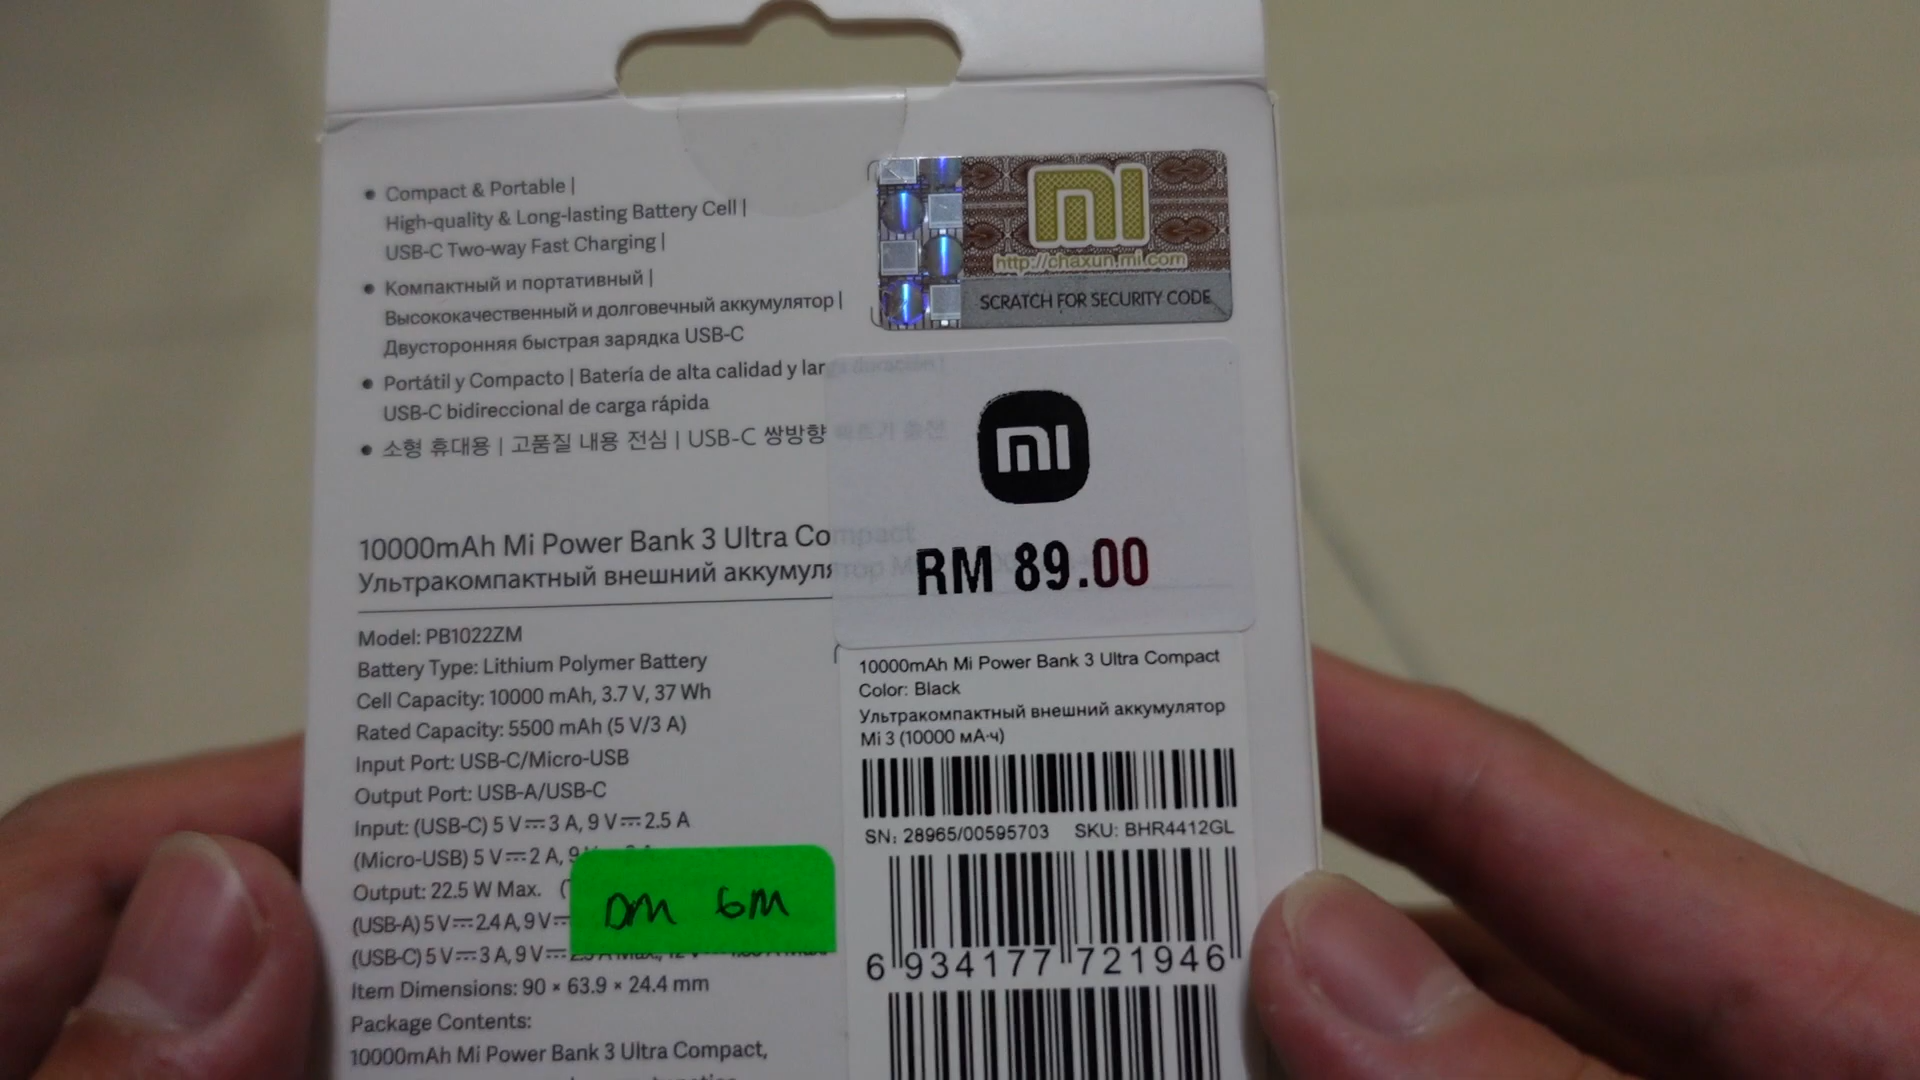 • Compact & Portable |
High-quality & Long-lasting Battery Cell |
USB-C Two-way Fast Charging |
• Компактный и портативный |
Высококачественный и долговечный аккумулятор |
Двусторонняя быстрая зарядка USB-C
• Portátil y Compacto | Batería de alta calidad y larga duración |
USB-C bidireccional de carga rápida
• 소형 휴대용 | 고품질 내용 전심 | USB-C 쌍방향
10000mAh Mi Power Bank 3 Ultra Compact
Ультракомпактный внешний
Model: PB1022ZM
Battery Type: Lithium Polymer Battery
Cell Capacity: 10000 mAh, 3.7 V, 37 Wh
Rated Capacity: 5500 mAh (5 V/3 A)
Input Port: USB-C/Micro-USB
Output Port: USB-A/USB-C
Input: (USB-C) 5 V⎓3 A, 9 V⎓2.5 A
(Micro-USB) 5 V⎓2 A,
Output: 22.5 W Max.
(USB-A) 5 V⎓2.4 A, 9 V⎓
(USB-C) 5 V⎓3 A, 9 V⎓
Item Dimensions: 90 × 63.9 × 24.4 mm
Package Contents:
10000mAh Mi Power Bank 3 Ultra Compact,
DM 6M
mi
http://chaxun.mi.com
SCRATCH FOR SECURITY CODE
mi
RM 89.00
10000mAh Mi Power Bank 3 Ultra Compact
Color: Black
Ультракомпактный внешний аккумулятор
Mi 3 (10000 мА·ч)
SN: 28965/00595703 SKU: BHR4412GL
6 934177 721946